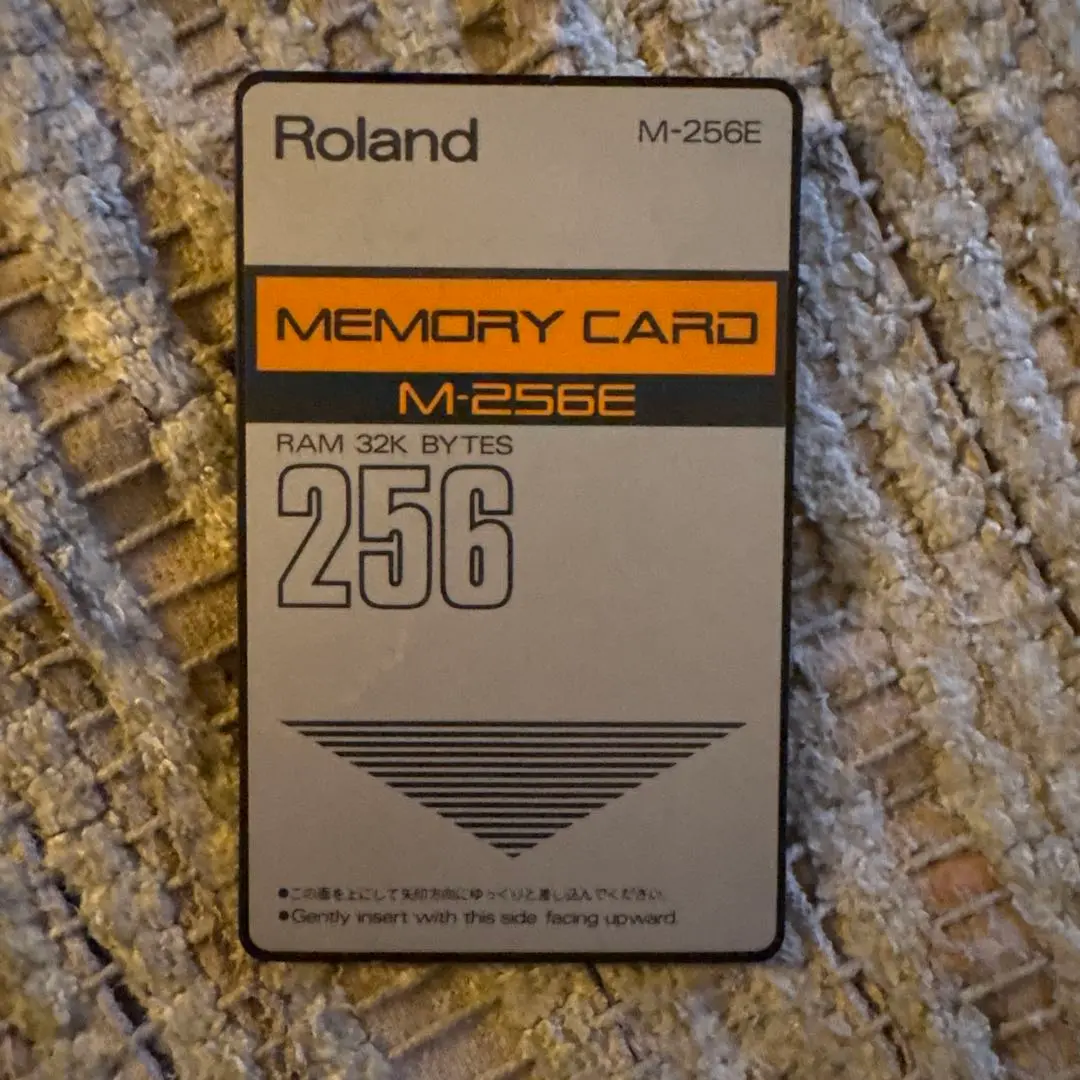 Roland
M-256E
MEMORY CARD
M-256E
RAM 32K BYTES
256
●この面を上にして矢印方向にゆっくりと差し込んでください。
●Gently insert with this side facing upward.